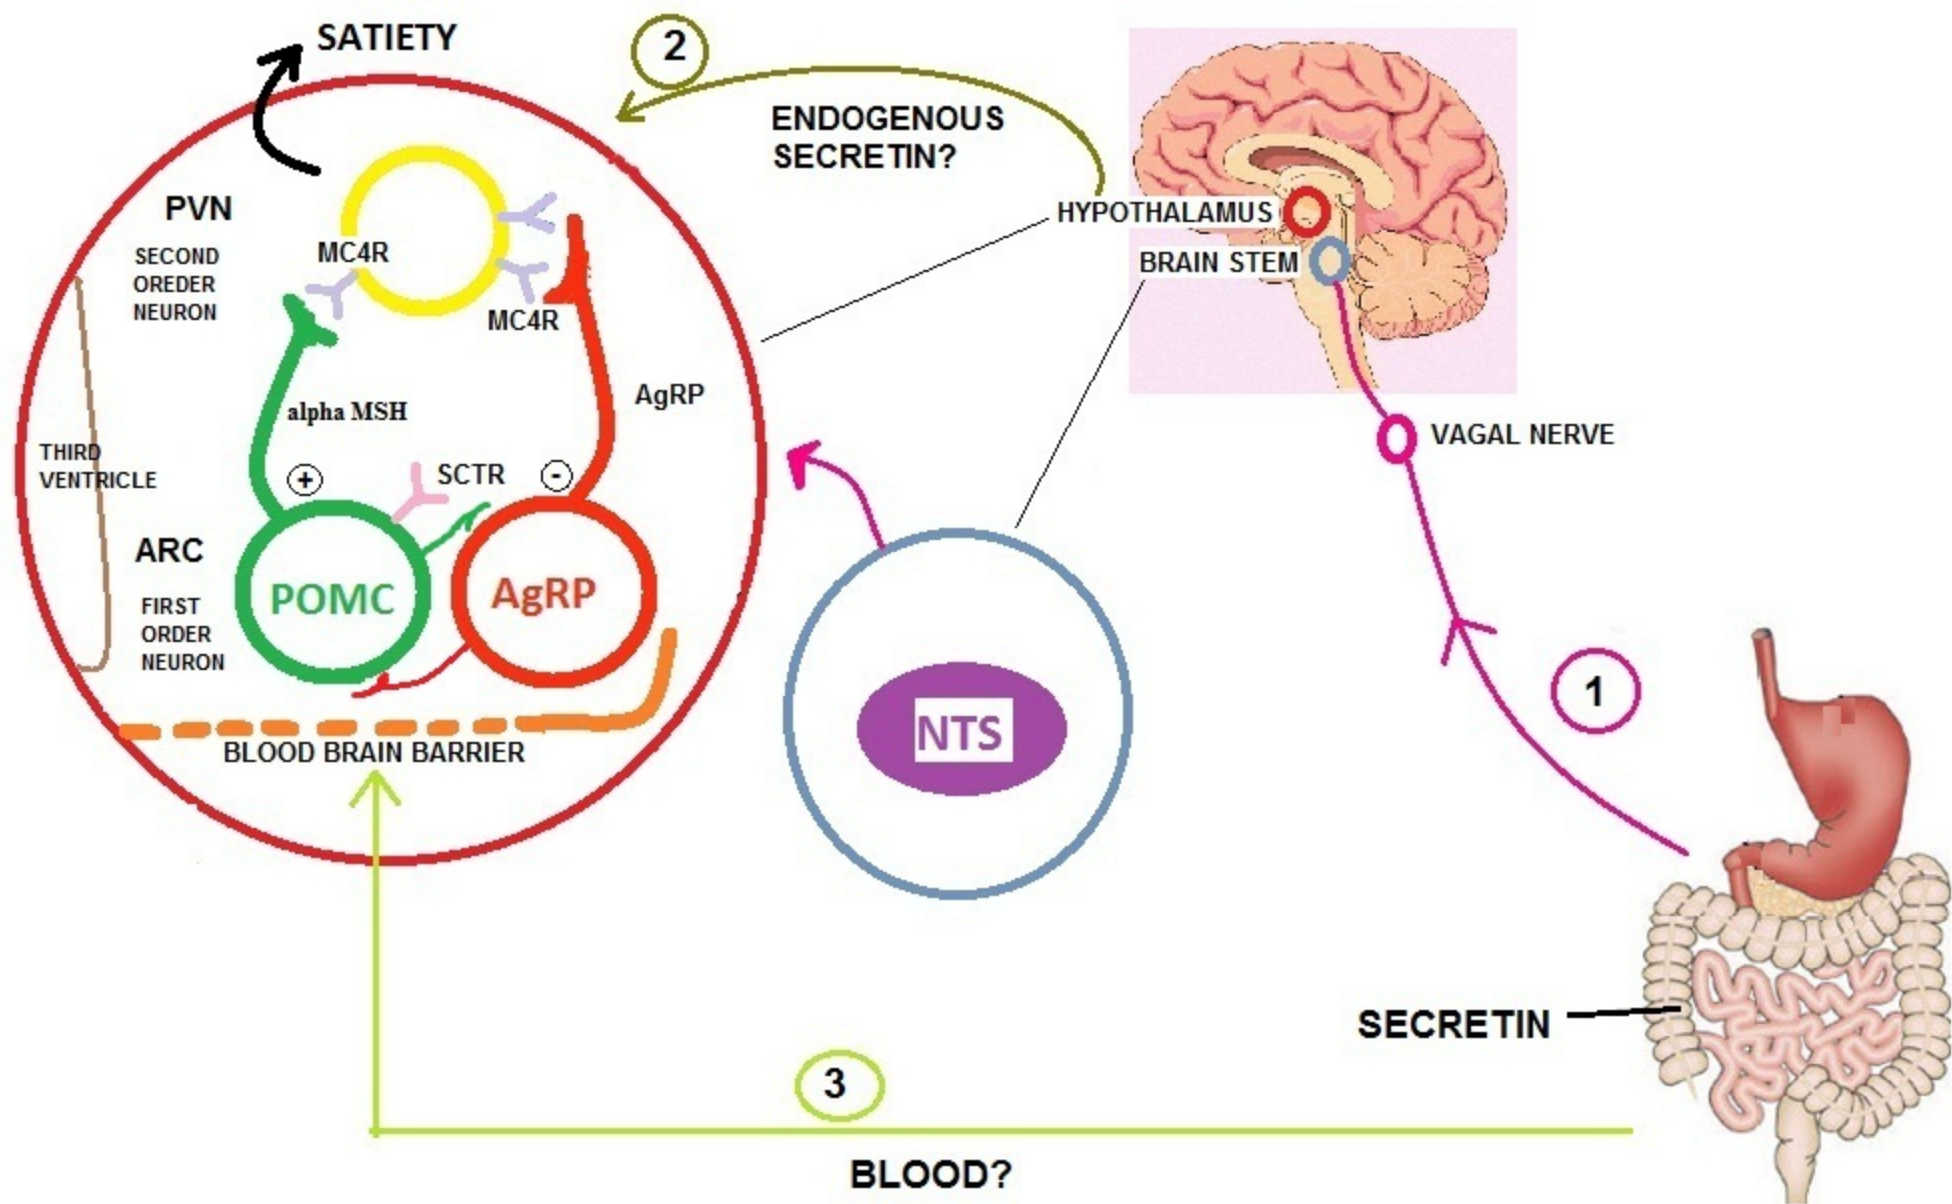 SATIETY
2
ENDOGENOUS
SECRETIN?
PVN
SECOND
OREDER
NEURON
MC4R
MC4R
HYPOTHALAMUS
BRAIN STEM
alpha MSH
AgRP
VAGAL NERVE
THIRD
VENTRICLE
+
SCTR
-
ARC
FIRST
ORDER
NEURON
POMC
AgRP
BLOOD BRAIN BARRIER
NTS
1
SECRETIN
3
BLOOD?